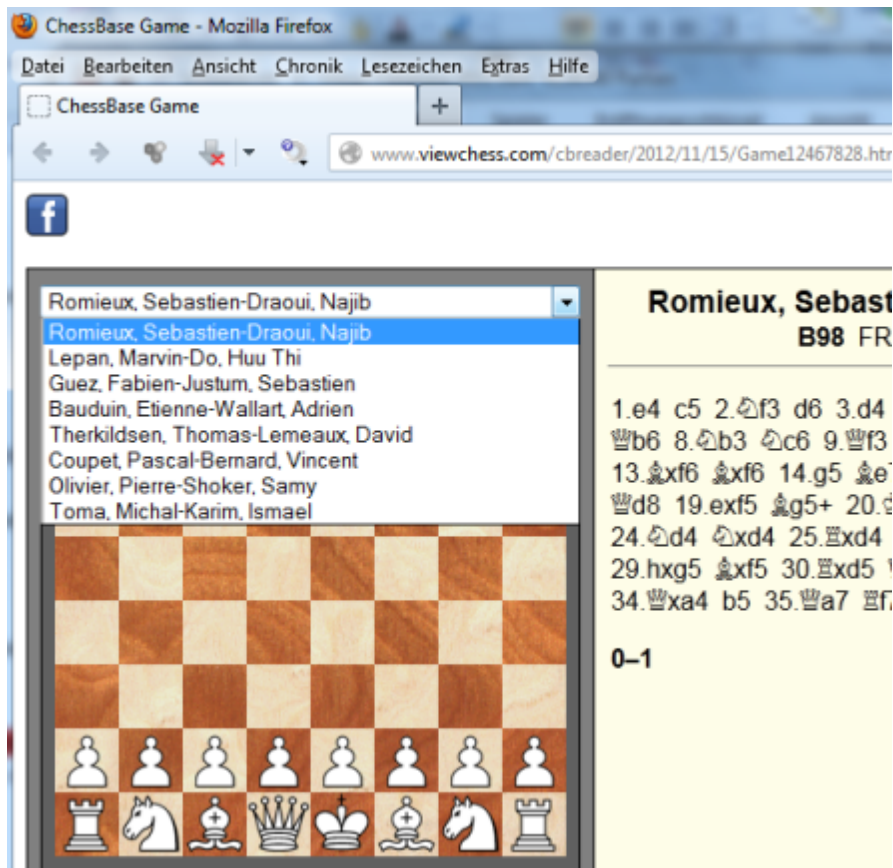 ChessBase Game - Mozilla Firefox
Datei Bearbeiten Ansicht Chronik Lesezeichen Extras Hilfe
ChessBase Game
www.viewchess.com/cbreader/2012/11/15/Game12467828.htm
f
Romieux, Sebastien-Draoui, Najib
Romieux, Sebastien-Draoui, Najib
Lepan, Marvin-Do, Huu Thi
Guez, Fabien-Justum, Sebastien
Bauduin, Etienne-Wallart, Adrien
Therkildsen, Thomas-Lemeaux, David
Coupet, Pascal-Bernard, Vincent
Olivier, Pierre-Shoker, Samy
Toma, Michal-Karim, Ismael
Romieux, Sebast
B98 FR
1.e4 c5 2.♘f3 d6 3.d4
♕b6 8.♘b3 ♘c6 9.♕f3
13.♗xf6 ♗xf6 14.g5 ♗e7
♕d8 19.exf5 ♗g5+ 20.♔
24.♘d4 ♘xd4 25.♖xd4
29.hxg5 ♗xf5 30.♖xd5 ♕
34.♕xa4 b5 35.♕a7 ♖f7
0–1